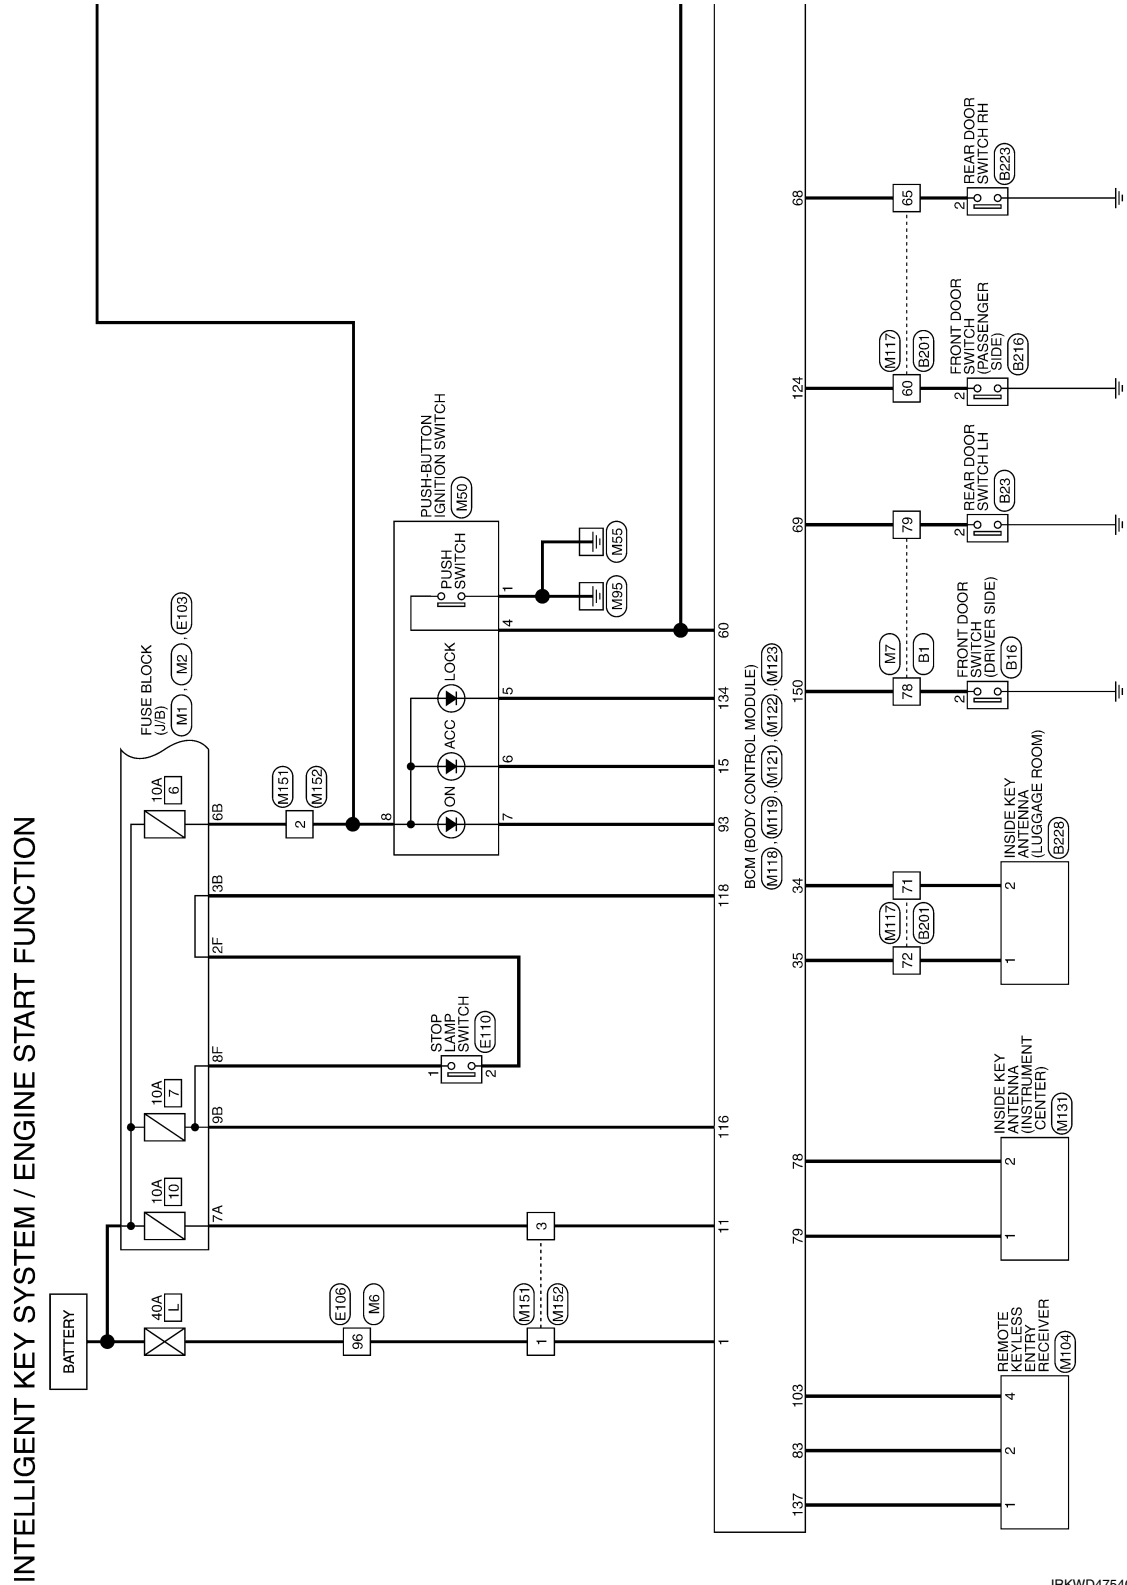 INTELLIGENT KEY SYSTEM / ENGINE START FUNCTION
BATTERY
40A
L
10A
10
10A
7
10A
6
FUSE BLOCK
(J/B)
M1 , M2 , E103
7A
9B
8F
2F
3B
6B
E106
M6
96
M151
M152
2
M151
M152
1
3
STOP
LAMP
SWITCH
E110
1
2
8
PUSH-BUTTON
IGNITION SWITCH
M50
ON
ACC
LOCK
PUSH
SWITCH
7
6
5
4
1
M95
M55
1
11
116
118
93
15
134
60
BCM (BODY CONTROL MODULE)
M118 , M119 , M121 , M122 , M123
137
83
103
79
78
35
34
150
69
124
68
M117
B201
72
71
M7
B1
78
79
M117
B201
60
65
1
2
4
REMOTE
KEYLESS
ENTRY
RECEIVER
M104
1
2
INSIDE KEY
ANTENNA
(INSTRUMENT
CENTER)
M131
1
2
INSIDE KEY
ANTENNA
(LUGGAGE ROOM)
B228
2
FRONT DOOR
SWITCH
(DRIVER SIDE)
B16
2
REAR DOOR
SWITCH LH
B23
2
FRONT DOOR
SWITCH
(PASSENGER
SIDE)
B216
2
REAR DOOR
SWITCH RH
B223